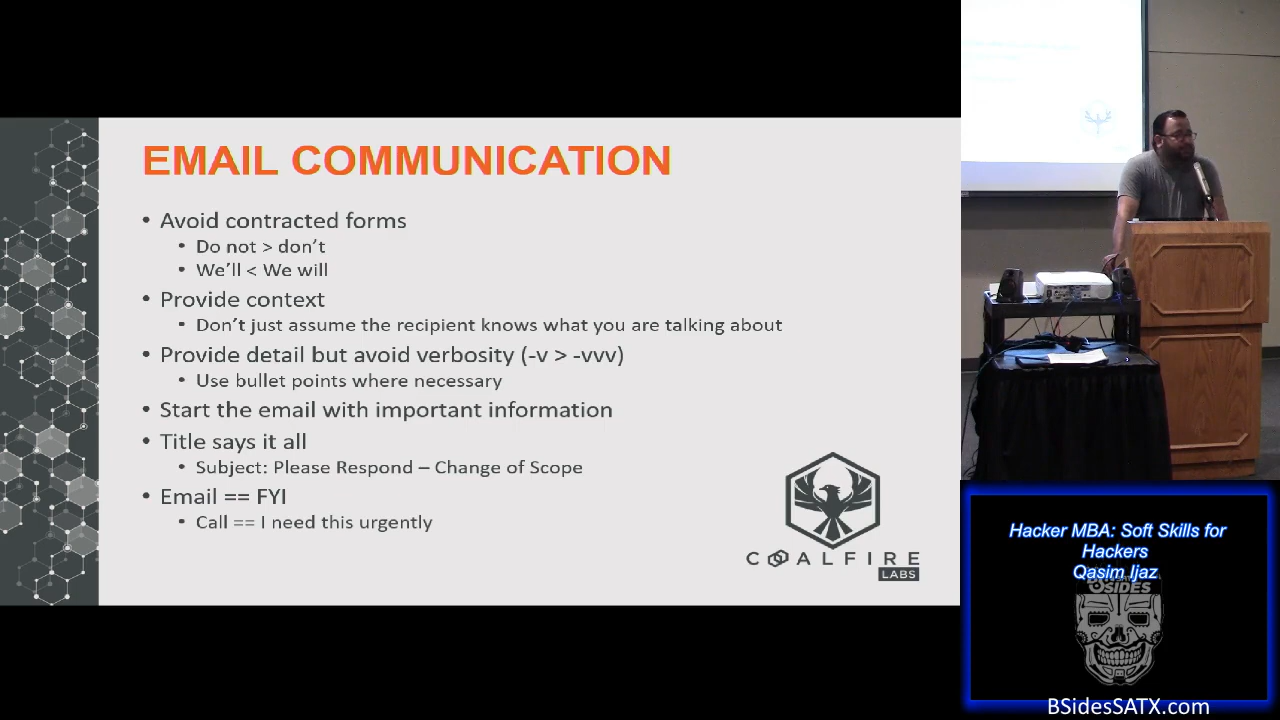 EMAIL COMMUNICATION
• Avoid contracted forms
• Do not > don't
• We'll < We will
• Provide context
• Don't just assume the recipient knows what you are talking about
• Provide detail but avoid verbosity (-v > -vvv)
• Use bullet points where necessary
• Start the email with important information
• Title says it all
• Subject: Please Respond – Change of Scope
• Email == FYI
• Call == I need this urgently
COALFIRE
LABS
Hacker MBA: Soft Skills for
Hackers
Qasim Ijaz
BSIDES
BSidesSATX.com